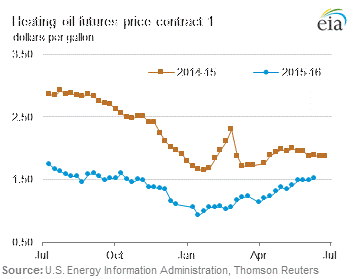 Heating oil futures price contract 1
dollars per gallon
eia
3.50
2014-15 2015-16
2.50
1.50
0.50
Jul Oct Jan Apr Jul
Source: U.S. Energy Information Administration, Thomson Reuters